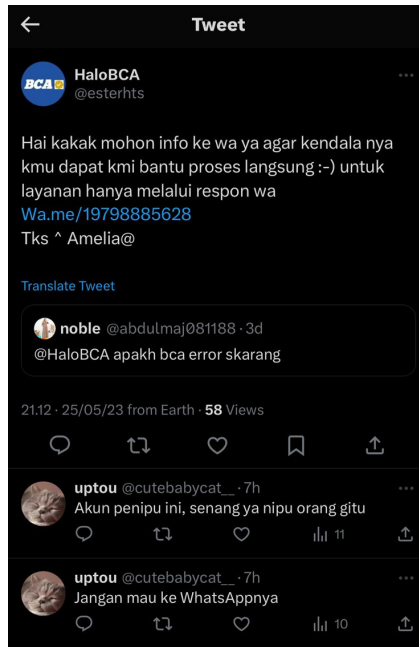 Tweet
BCA
HaloBCA
@esterhts
Hai kakak mohon info ke wa ya agar kendala nya
kmu dapat kmi bantu proses langsung :-) untuk
layanan hanya melalui respon wa
Wa.me/19798885628
Tks ^ Amelia@
Translate Tweet
noble @abdulmaj081188 · 3d
@HaloBCA apakh bca error skarang
21.12 · 25/05/23 from Earth · 58 Views
uptou @cutebabycat__ · 7h
Akun penipu ini, senang ya nipu orang gitu
11
uptou @cutebabycat__ · 7h
Jangan mau ke WhatsAppnya
10